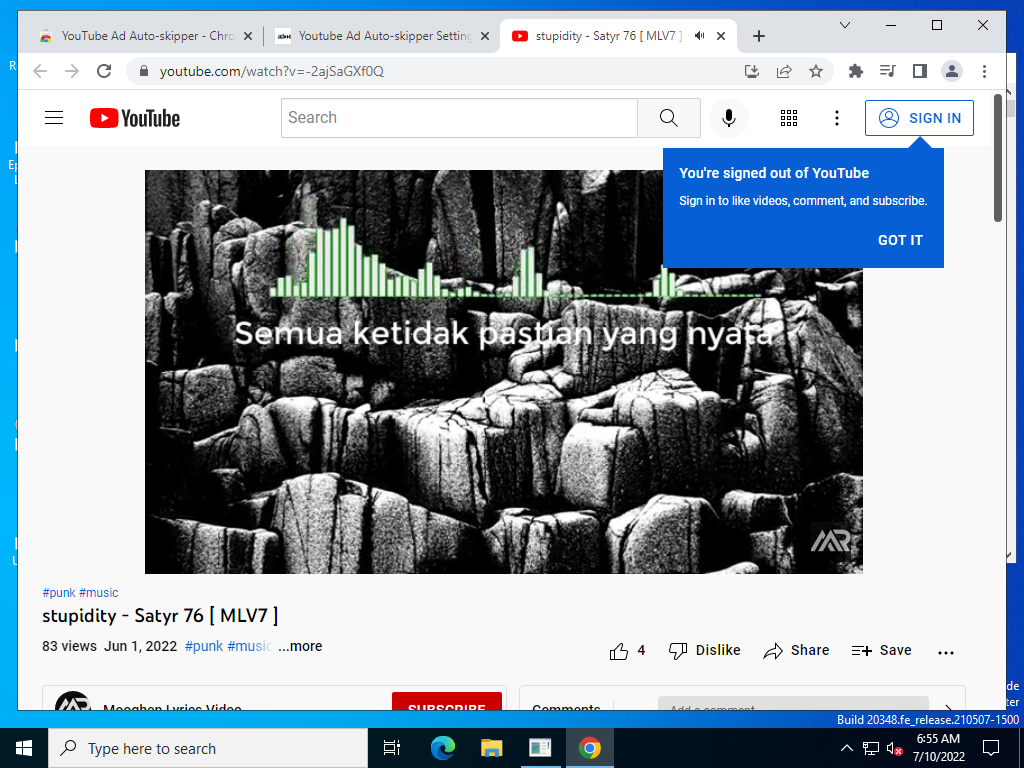 YouTube Ad Auto-skipper - Chro
Youtube Ad Auto-skipper Setting
stupidity - Satyr 76 [ MLV7 ]
youtube.com/watch?v=-2ajSaGXf0Q
YouTube
Search
SIGN IN
You're signed out of YouTube
Sign in to like videos, comment, and subscribe.
GOT IT
Semua ketidak pastian yang nyata
MR
#punk #music
stupidity - Satyr 76 [ MLV7 ]
83 views Jun 1, 2022 #punk #music ...more
4 Dislike Share Save
Mooghen Lyrics Video
SUBSCRIBE
Comments
Add a comment...
Build 20348.fe_release.210507-1500
Type here to search
6:55 AM
7/10/2022